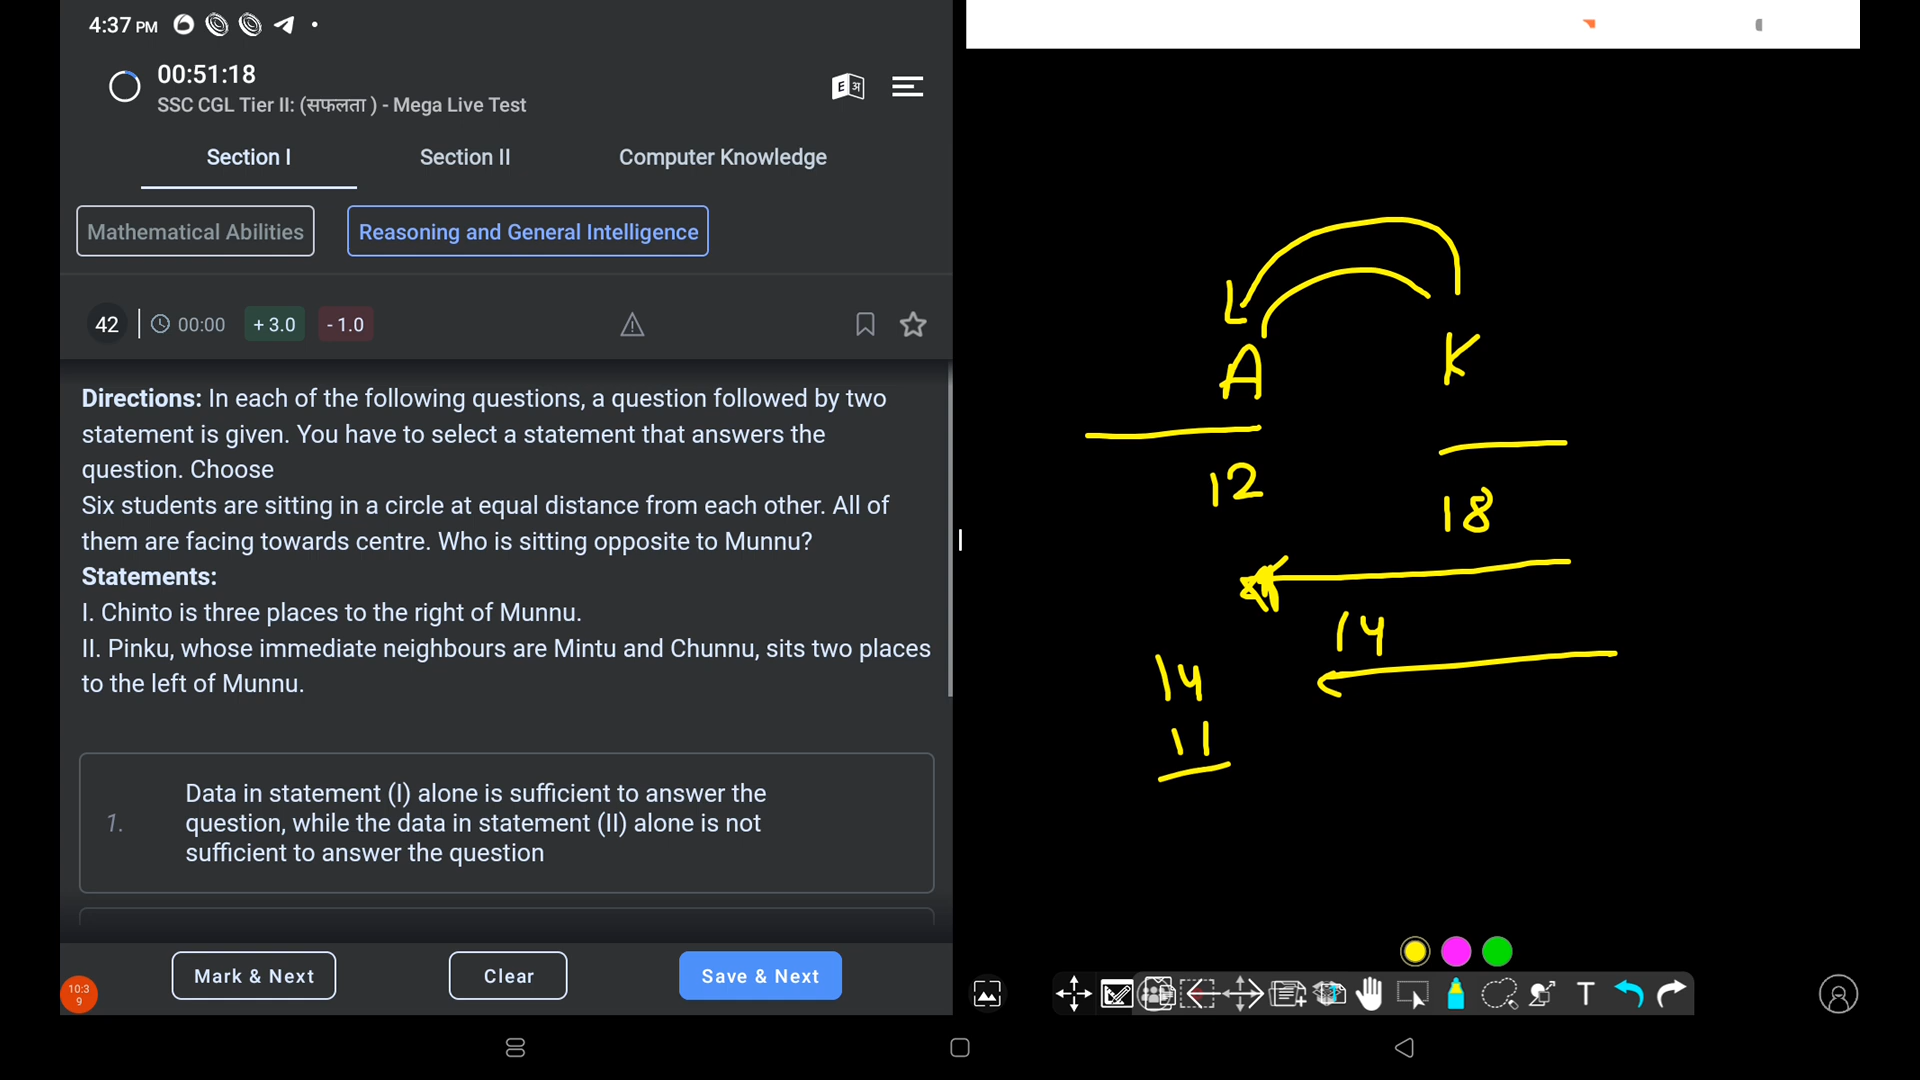 4:37 PM
00:51:18
SSC CGL Tier II: (सफलता ) - Mega Live Test
E अ
Section I Section II Computer Knowledge
Mathematical Abilities Reasoning and General Intelligence
42 00:00 + 3.0 - 1.0
Directions: In each of the following questions, a question followed by two
statement is given. You have to select a statement that answers the
question. Choose
Six students are sitting in a circle at equal distance from each other. All of
them are facing towards centre. Who is sitting opposite to Munnu?
Statements:
I. Chinto is three places to the right of Munnu.
II. Pinku, whose immediate neighbours are Mintu and Chunnu, sits two places
to the left of Munnu.
1. Data in statement (I) alone is sufficient to answer the
question, while the data in statement (II) alone is not
sufficient to answer the question
Mark & Next Clear Save & Next
10:3
9
A K
12 18
14
14
11
T